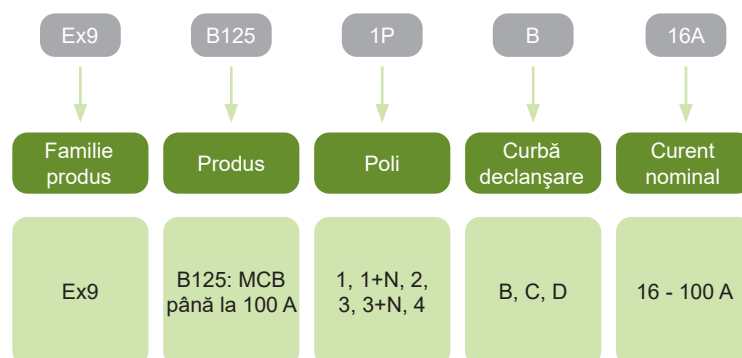 Ex9 B125 1P B 16A
Familie produs
Produs
Poli
Curbă declanşare
Curent nominal
Ex9
B125: MCB
până la 100 A
1, 1+N, 2,
3, 3+N, 4
B, C, D
16 - 100 A